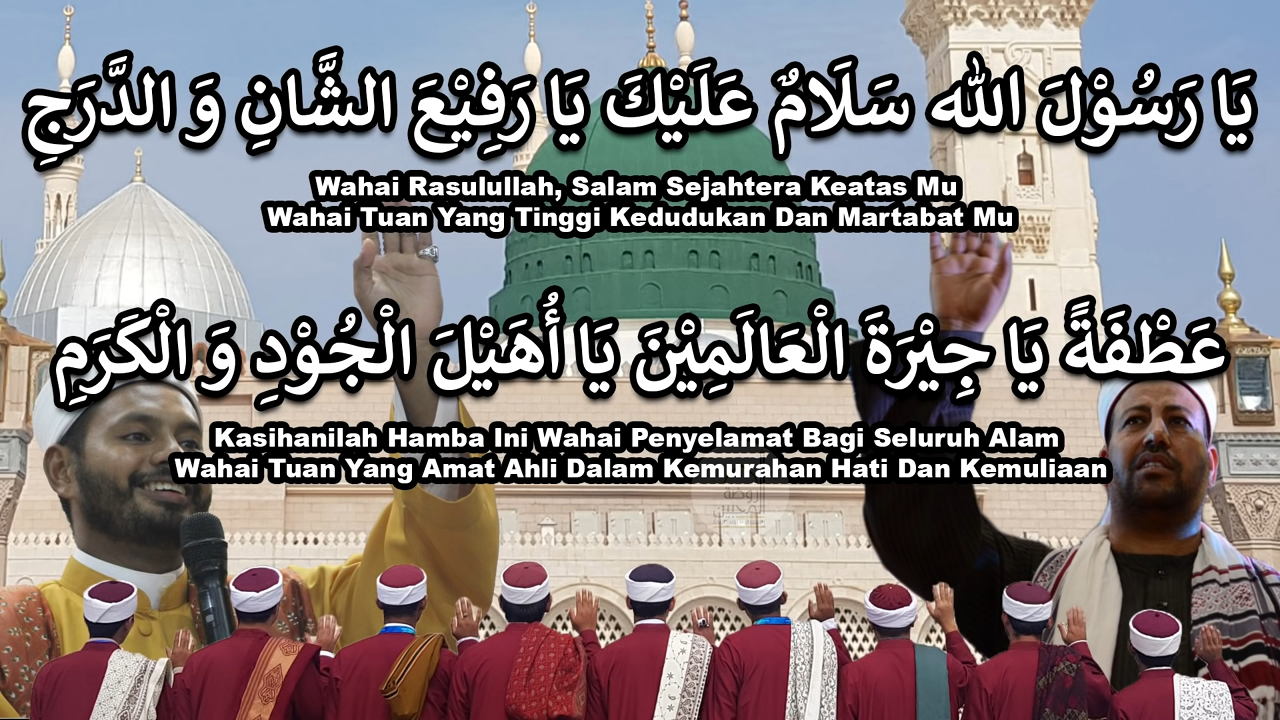 يَا رَسُوْلَ اللّٰه سَلَامٌ عَلَيْكَ يَا رَفِيْعَ الشَّانِ وَ الدَّرَجِ
Wahai Rasulullah, Salam Sejahtera Keatas Mu
Wahai Tuan Yang Tinggi Kedudukan Dan Martabat Mu
عَطْفَةً يَا جِيْرَةَ الْعَالَمِيْنَ يَا أُهَيْلَ الْجُوْدِ وَ الْكَرَمِ
Kasihanilah Hamba Ini Wahai Penyelamat Bagi Seluruh Alam
Wahai Tuan Yang Amat Ahli Dalam Kemurahan Hati Dan Kemuliaan